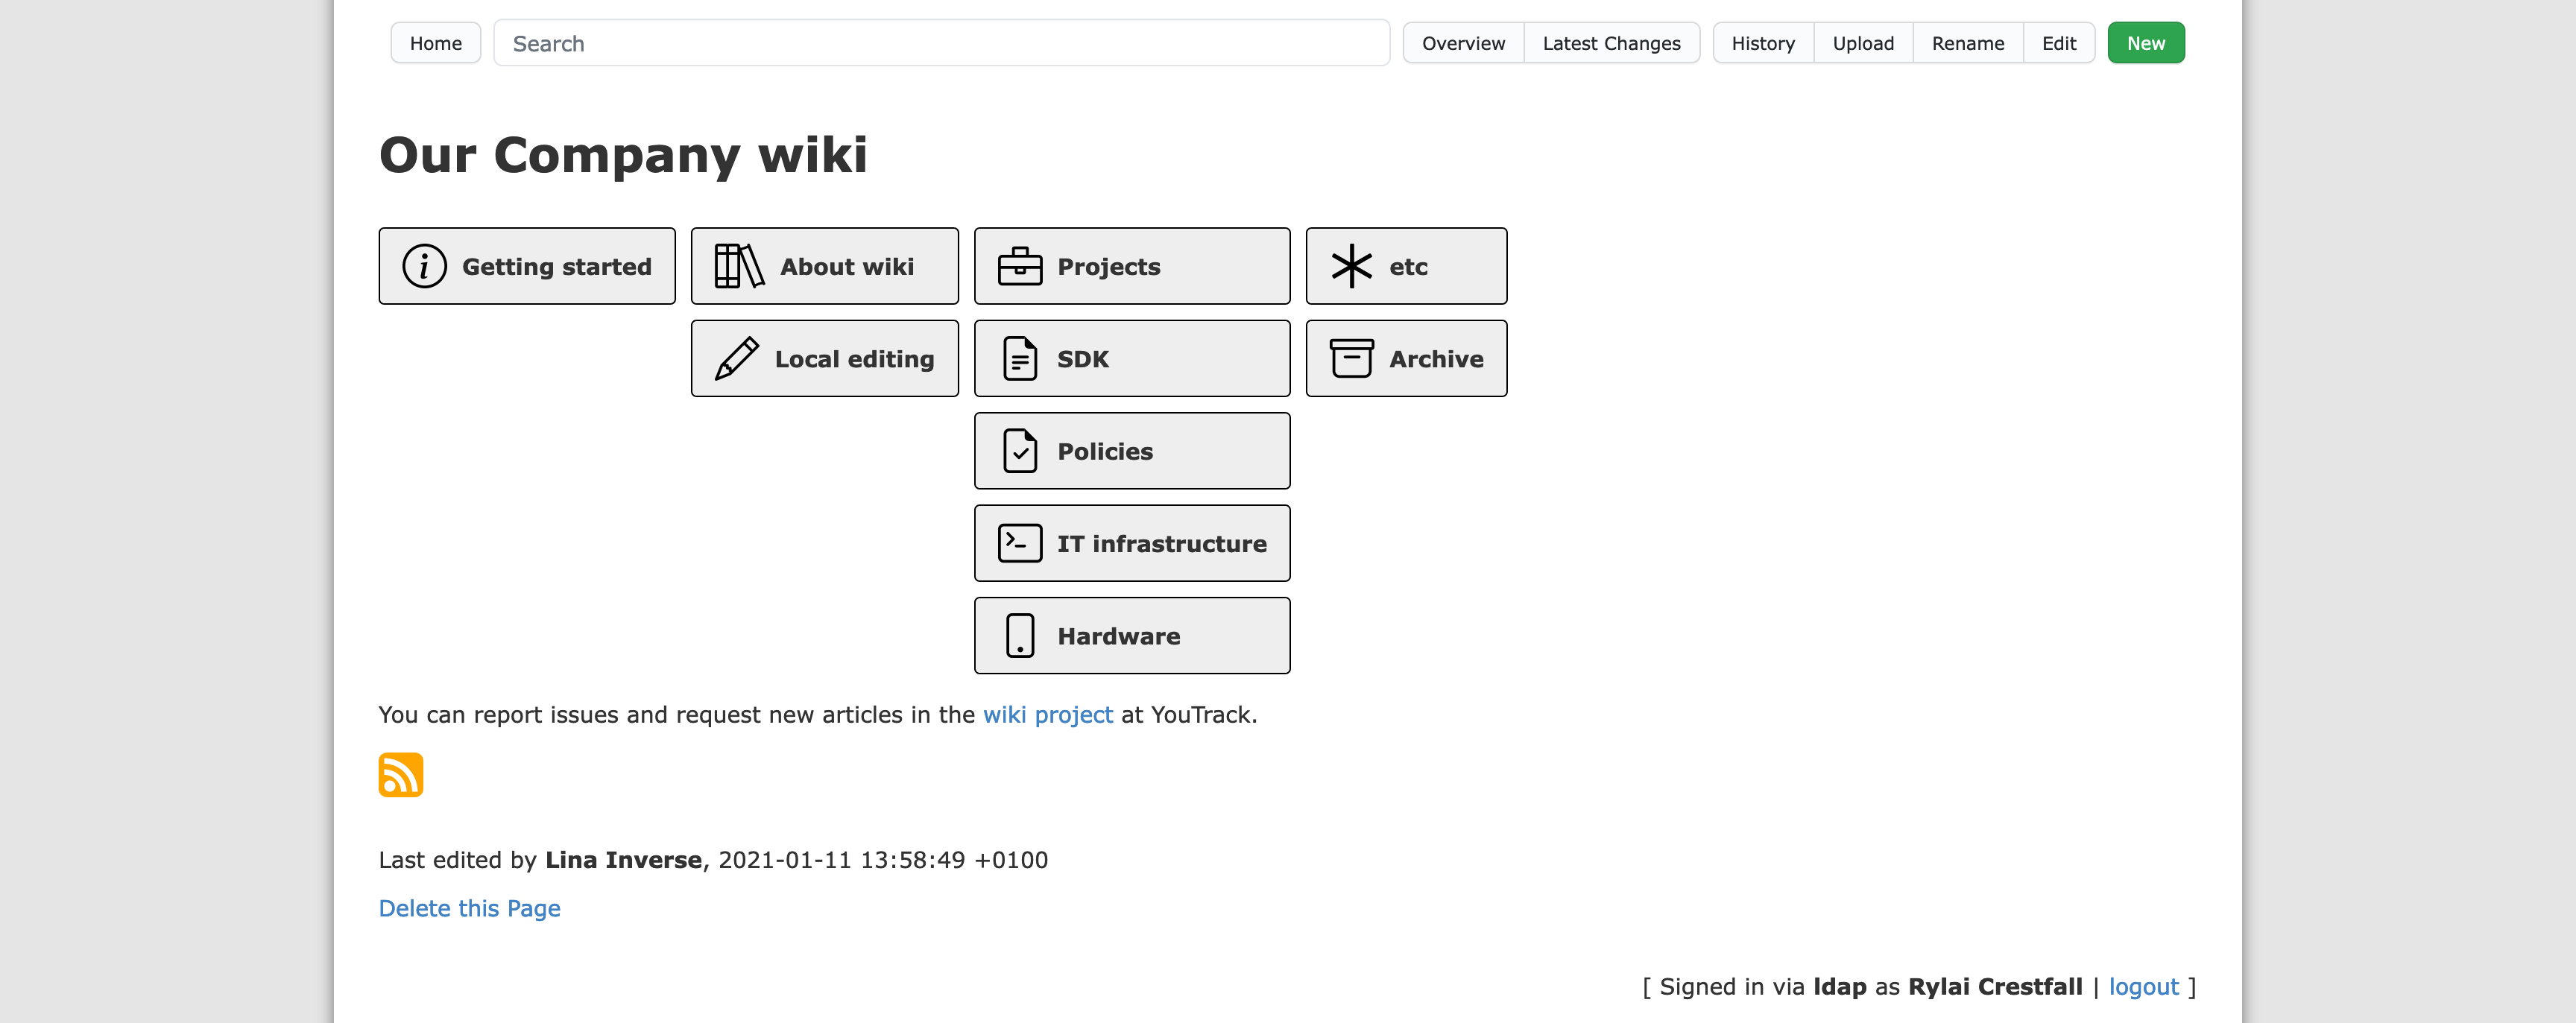 Home Search Overview Latest Changes History Upload Rename Edit New
Our Company wiki
Getting started About wiki Projects etc
Local editing SDK Archive
Policies
IT infrastructure
Hardware
You can report issues and request new articles in the wiki project at YouTrack.
Last edited by Lina Inverse, 2021-01-11 13:58:49 +0100
Delete this Page
[ Signed in via ldap as Rylai Crestfall | logout ]